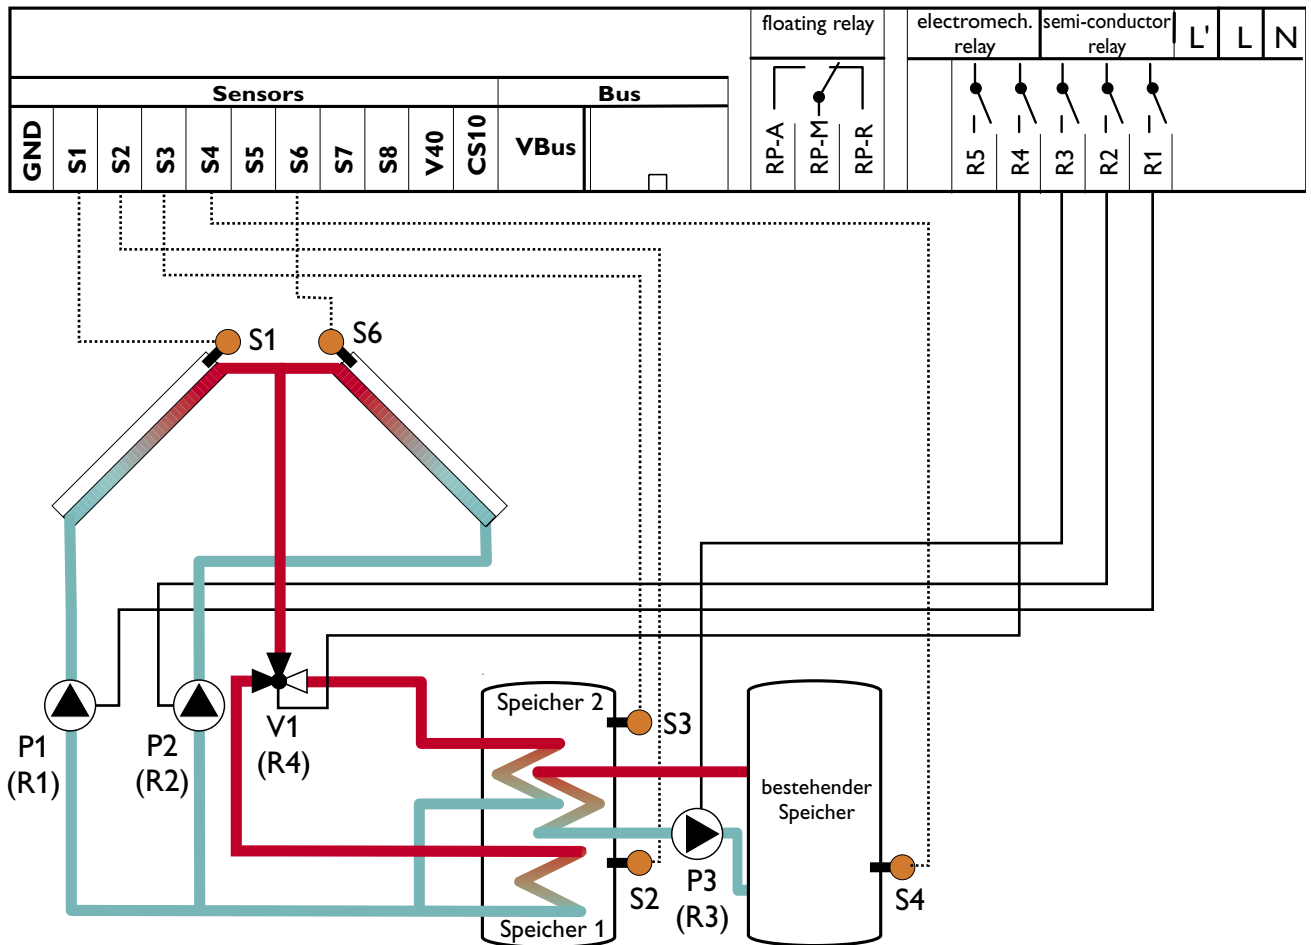 floating relay
electromech. relay
semi-conductor relay
L'
L
N
Sensors
Bus
GND
S1
S2
S3
S4
S5
S6
S7
S8
V40
CS10
VBus
RP-A
RP-M
RP-R
R5
R4
R3
R2
R1
S1
S6
Speicher 2
S3
V1
(R4)
P1
(R1)
P2
(R2)
bestehender
Speicher
S2
P3
(R3)
S4
Speicher 1